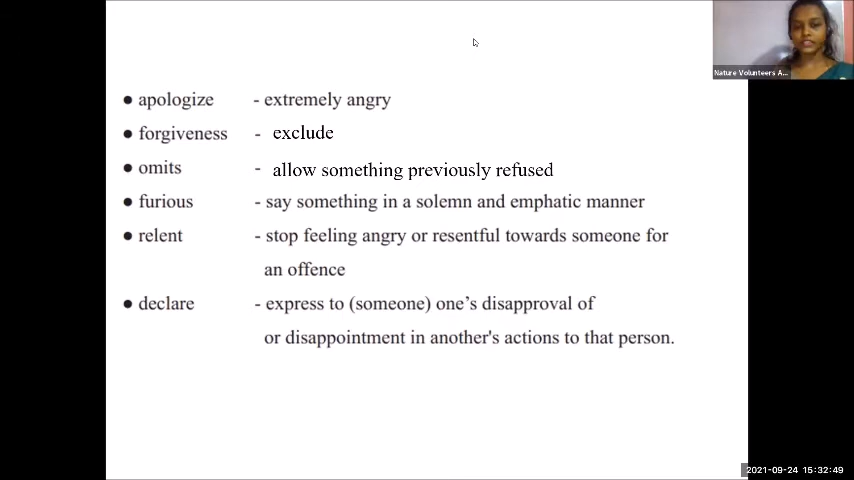 Nature Volunteers A...
● apologize - extremely angry
● forgiveness - exclude
● omits - allow something previously refused
● furious - say something in a solemn and emphatic manner
● relent - stop feeling angry or resentful towards someone for
an offence
● declare - express to (someone) one’s disapproval of
or disappointment in another's actions to that person.
2021-09-24 15:32:49